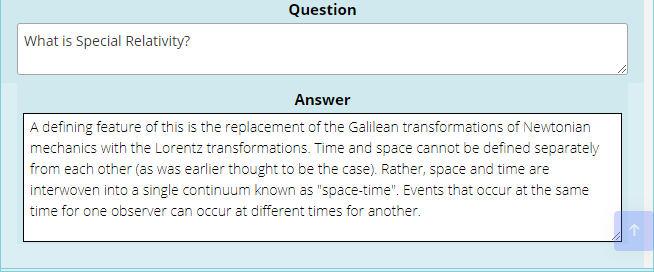 Question
What is Special Relativity?
Answer
A defining feature of this is the replacement of the Galilean transformations of Newtonian
mechanics with the Lorentz transformations. Time and space cannot be defined separately
from each other (as was earlier thought to be the case). Rather, space and time are
interwoven into a single continuum known as "space-time". Events that occur at the same
time for one observer can occur at different times for another.